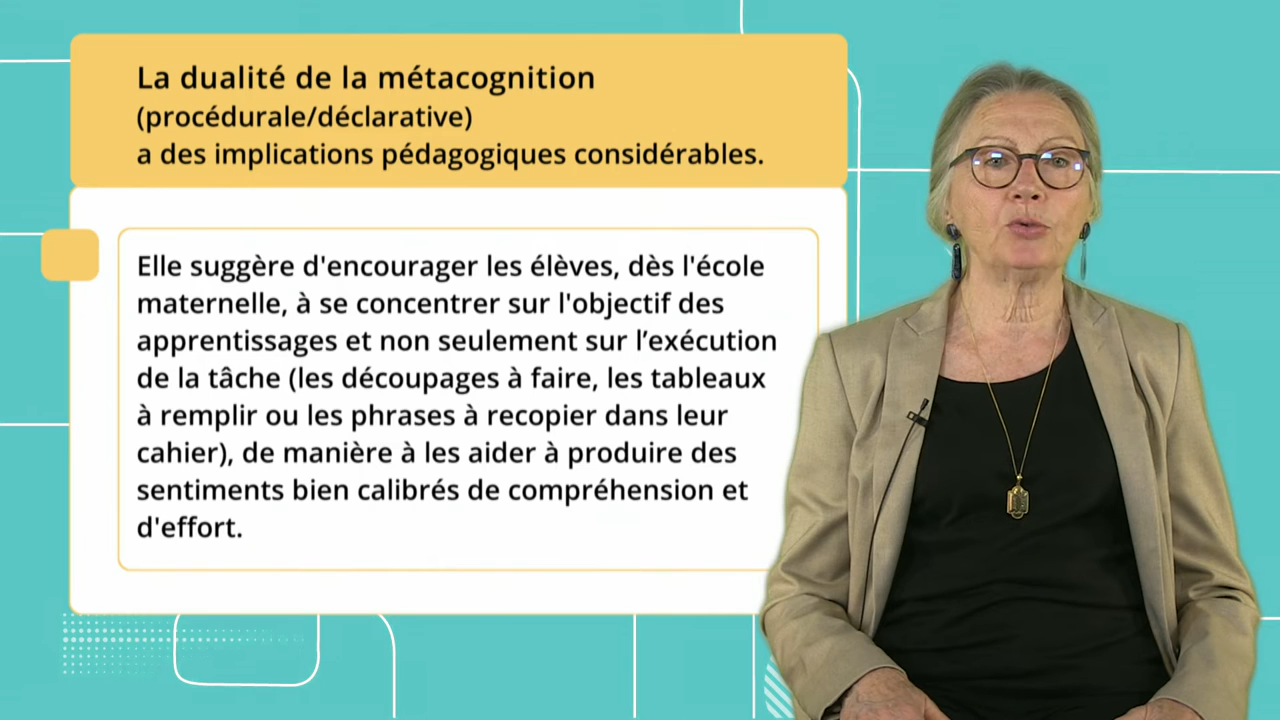 La dualité de la métacognition
(procédurale/déclarative)
a des implications pédagogiques considérables.
Elle suggère d'encourager les élèves, dès l'école
maternelle, à se concentrer sur l'objectif des
apprentissages et non seulement sur l’exécution
de la tâche (les découpages à faire, les tableaux
à remplir ou les phrases à recopier dans leur
cahier), de manière à les aider à produire des
sentiments bien calibrés de compréhension et
d'effort.